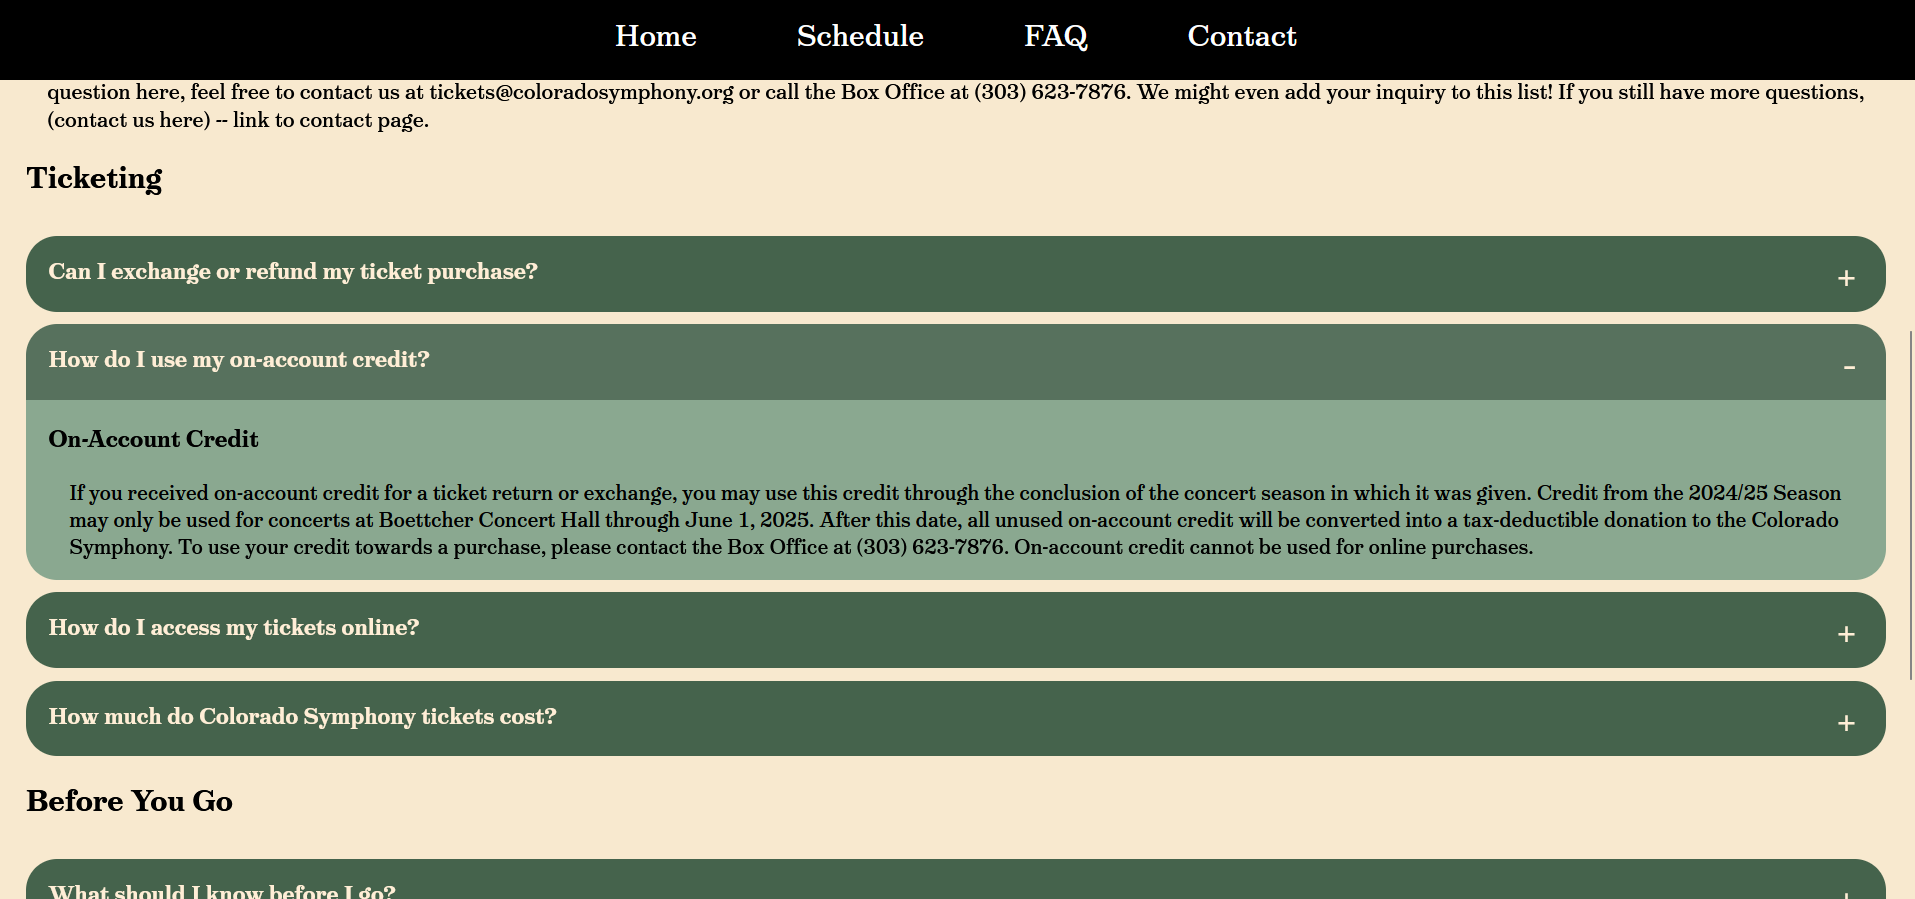 Home Schedule FAQ Contact
question here, feel free to contact us at tickets@coloradosymphony.org or call the Box Office at (303) 623-7876. We might even add your inquiry to this list! If you still have more questions,
(contact us here) -- link to contact page.
Ticketing
Can I exchange or refund my ticket purchase? +
How do I use my on-account credit? -
On-Account Credit
If you received on-account credit for a ticket return or exchange, you may use this credit through the conclusion of the concert season in which it was given. Credit from the 2024/25 Season
may only be used for concerts at Boettcher Concert Hall through June 1, 2025. After this date, all unused on-account credit will be converted into a tax-deductible donation to the Colorado
Symphony. To use your credit towards a purchase, please contact the Box Office at (303) 623-7876. On-account credit cannot be used for online purchases.
How do I access my tickets online? +
How much do Colorado Symphony tickets cost? +
Before You Go
What should I know before I go? +